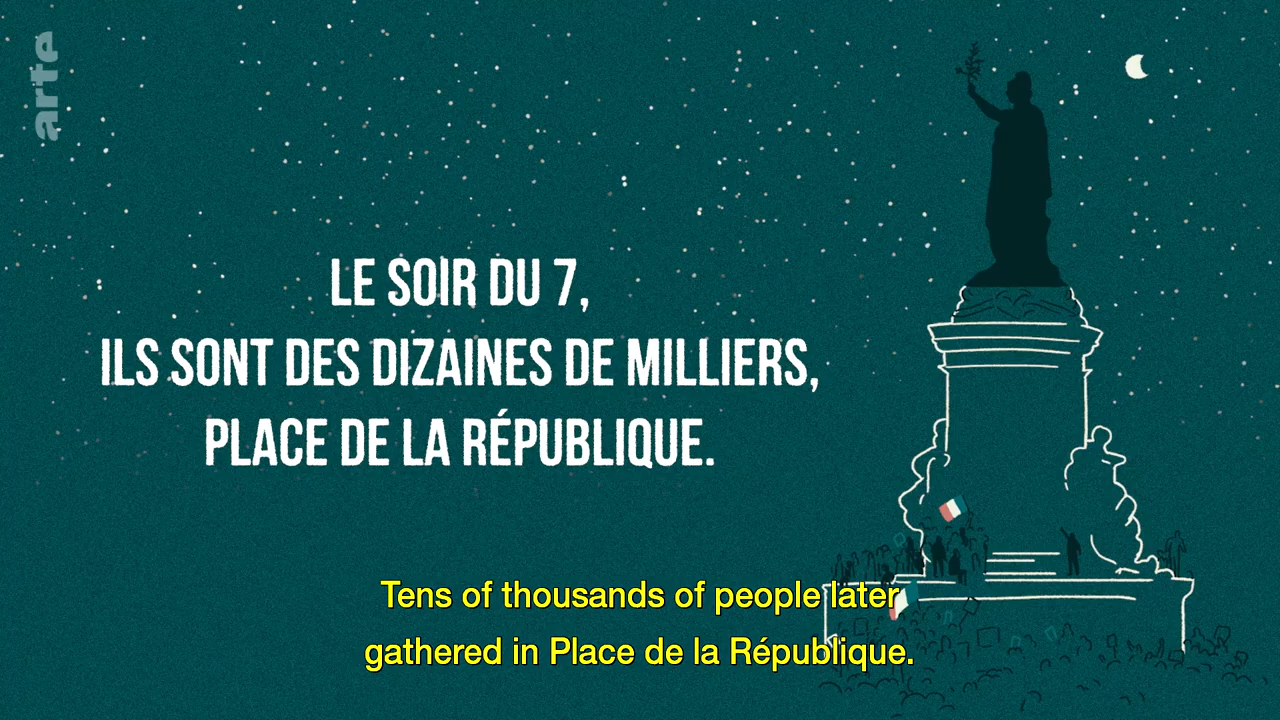 arte
LE SOIR DU 7,
ILS SONT DES DIZAINES DE MILLIERS,
PLACE DE LA RÉPUBLIQUE.
Tens of thousands of people later
gathered in Place de la République.